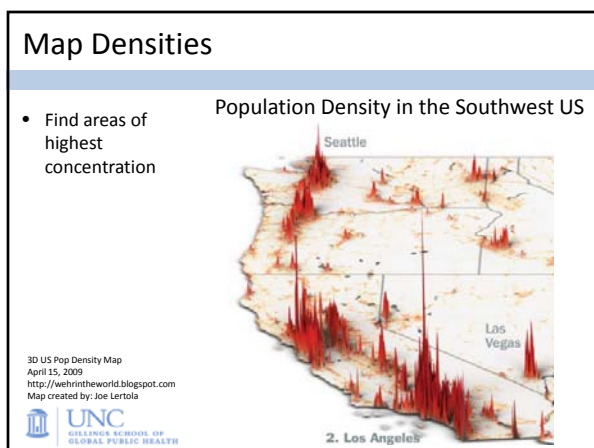 Map Densities
• Find areas of
highest
concentration
Population Density in the Southwest US
Seattle
Las
Vegas
2. Los Angeles
3D US Pop Density Map
April 15, 2009
http://wehrintheworld.blogspot.com
Map created by: Joe Lertola
UNC
GILLINGS SCHOOL OF
GLOBAL PUBLIC HEALTH